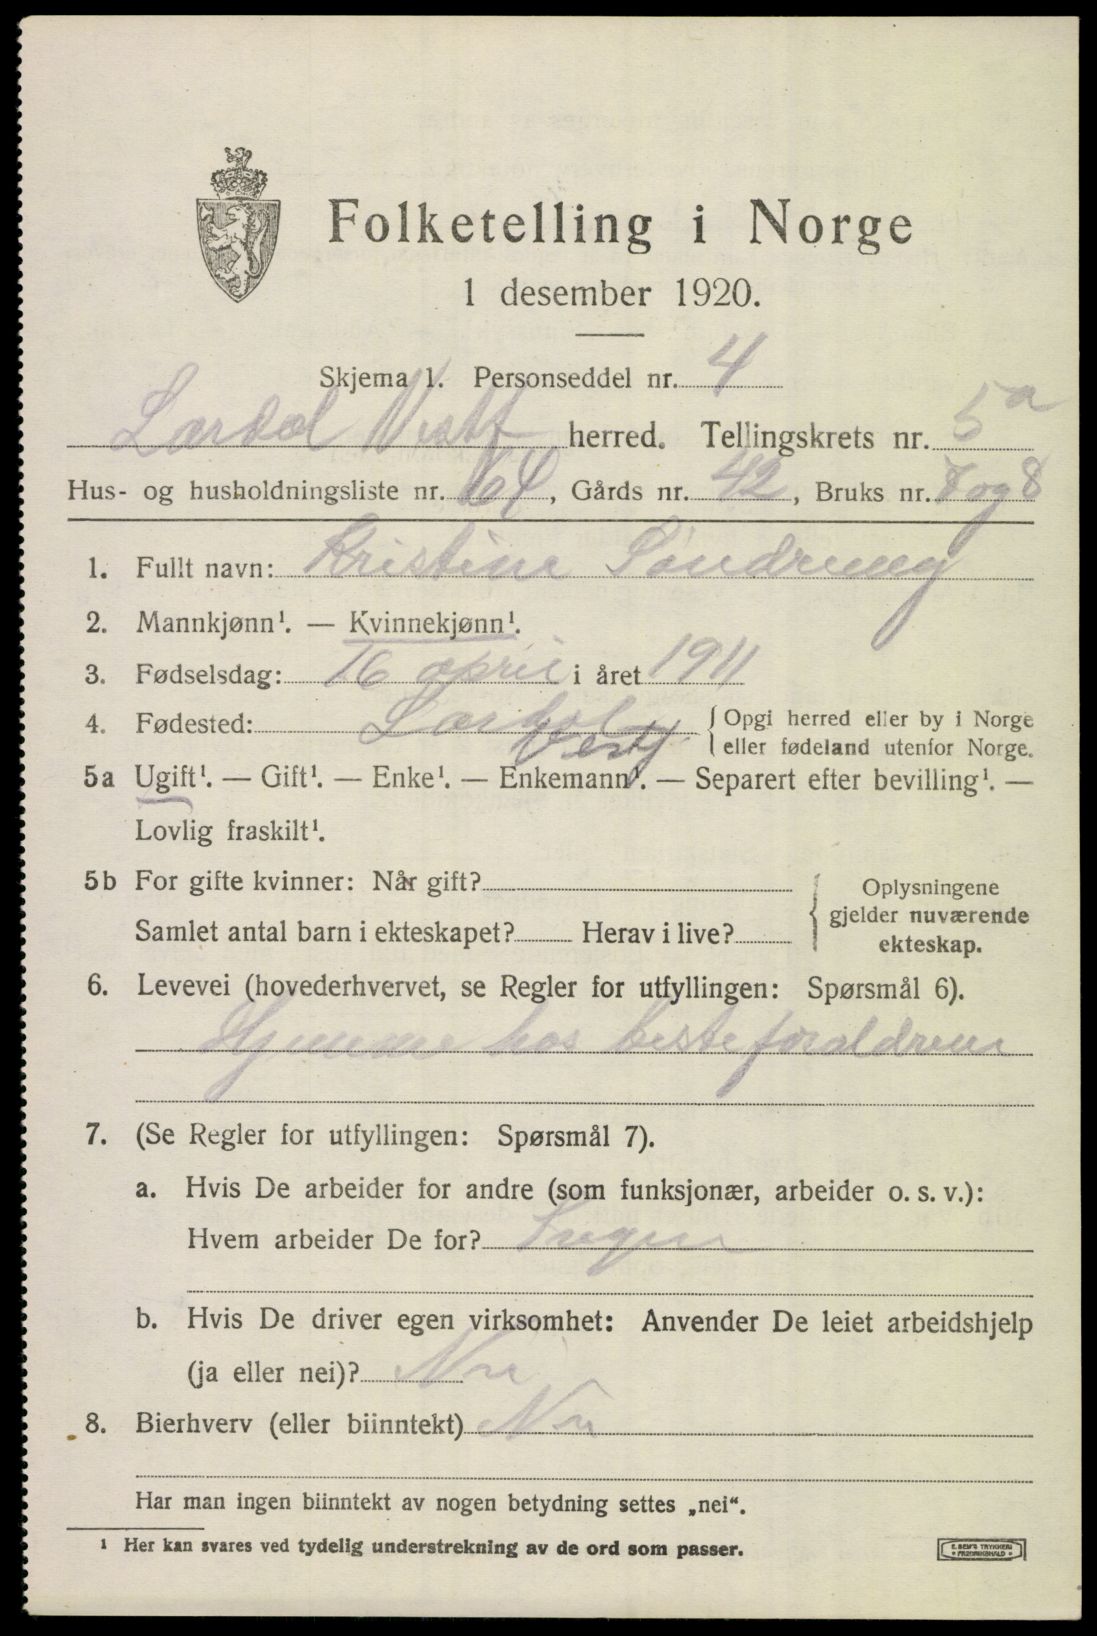 Folketelling i Norge
1 desember 1920.
Skjema 1. Personseddel nr. 4
Lardal Vestf herred. Tellingskrets nr. 5a
Hus- og husholdningsliste nr. 64, Gårds nr. 42, Bruks nr. 7 og 8
1. Fullt navn: Kristine Søndrung
2. Mannkjønn¹. — Kvinnekjønn¹.
3. Fødselsdag: 16 april i året 1911
4. Fødested: Lardal { Opgi herred eller by i Norge
Vestf { eller fødeland utenfor Norge.
5a Ugift¹. — Gift¹. — Enke¹. — Enkemann¹. — Separert efter bevilling¹. —
Lovlig fraskilt¹.
5b For gifte kvinner: Når gift?
Samlet antal barn i ekteskapet? Herav i live?
Oplysningene
gjelder nuværende
ekteskap.
6. Levevei (hovederhvervet, se Regler for utfyllingen: Spørsmål 6).
Hjemme hos besteforaldrene
7. (Se Regler for utfyllingen: Spørsmål 7).
a. Hvis De arbeider for andre (som funksjonær, arbeider o. s. v.):
Hvem arbeider De for? Ingen
b. Hvis De driver egen virksomhet: Anvender De leiet arbeidshjelp
(ja eller nei)? Nei
8. Bierhverv (eller biinntekt) Nei
Har man ingen biinntekt av nogen betydning settes „nei“.
¹ Her kan svares ved tydelig understrekning av de ord som passer.
E. SEM'S TRYKKERI
• FREDRIKSHALD •